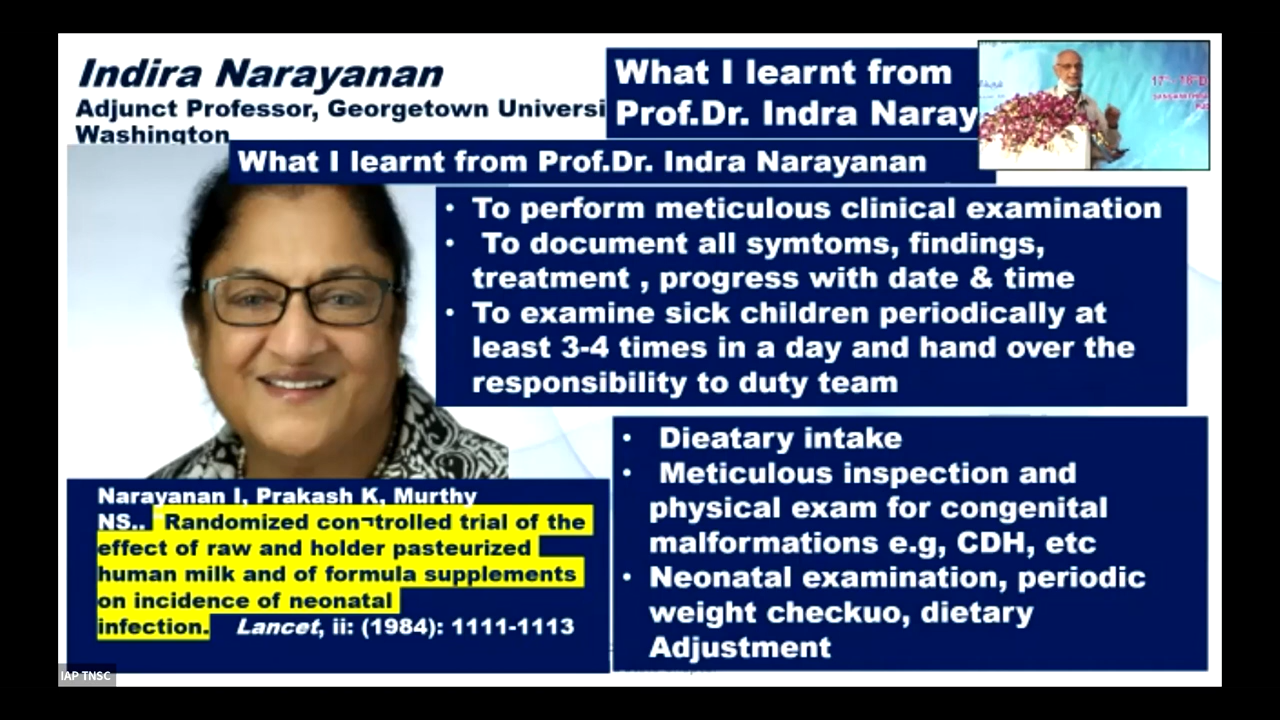 Indira Narayanan
Adjunct Professor, Georgetown Universi
Washington
What I learnt from
Prof.Dr. Indra Naray
17
What I learnt from Prof.Dr. Indra Narayanan
• To perform meticulous clinical examination
• To document all symtoms, findings,
treatment , progress with date & time
• To examine sick children periodically at
least 3-4 times in a day and hand over the
responsibility to duty team
• Dieatary intake
• Meticulous inspection and
physical exam for congenital
malformations e.g, CDH, etc
• Neonatal examination, periodic
weight checkuo, dietary
Adjustment
Narayanan I, Prakash K, Murthy
NS.. Randomized con¬trolled trial of the
effect of raw and holder pasteurized
human milk and of formula supplements
on incidence of neonatal
infection. Lancet, ii: (1984): 1111-1113
IAP TNSC